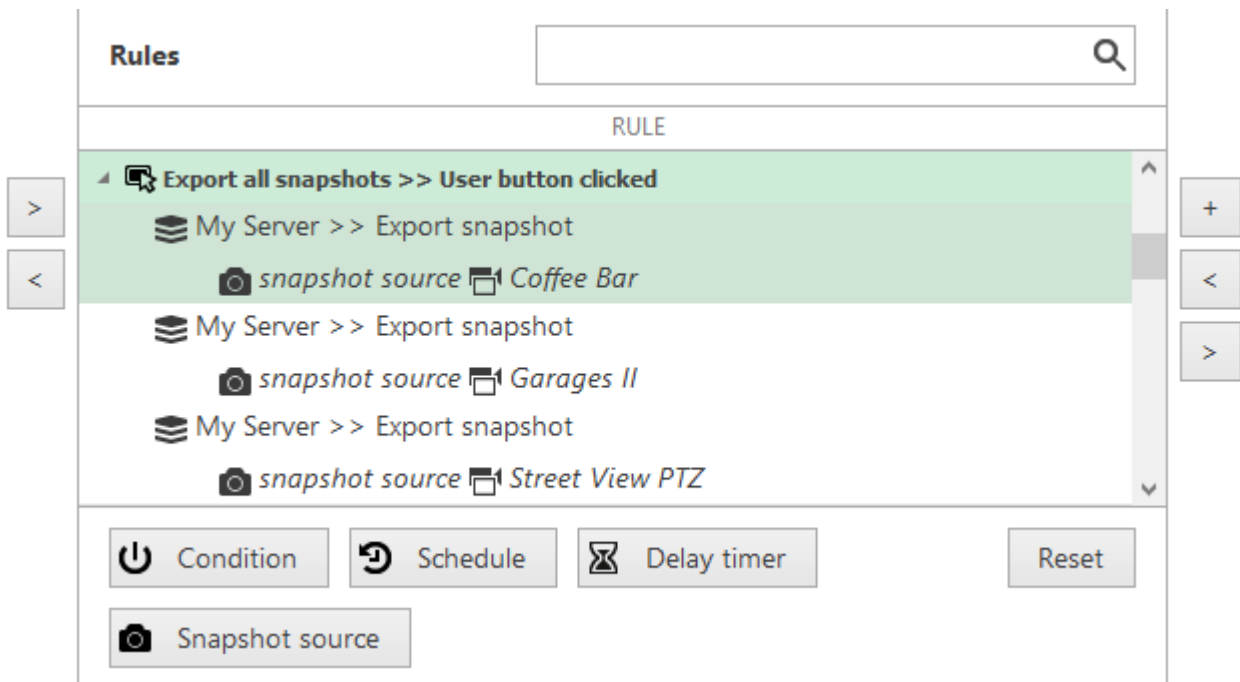 Rules
RULE
Export all snapshots >> User button clicked
My Server >> Export snapshot
snapshot source Coffee Bar
My Server >> Export snapshot
snapshot source Garages II
My Server >> Export snapshot
snapshot source Street View PTZ
>
<
+
<
>
Condition Schedule Delay timer Reset
Snapshot source